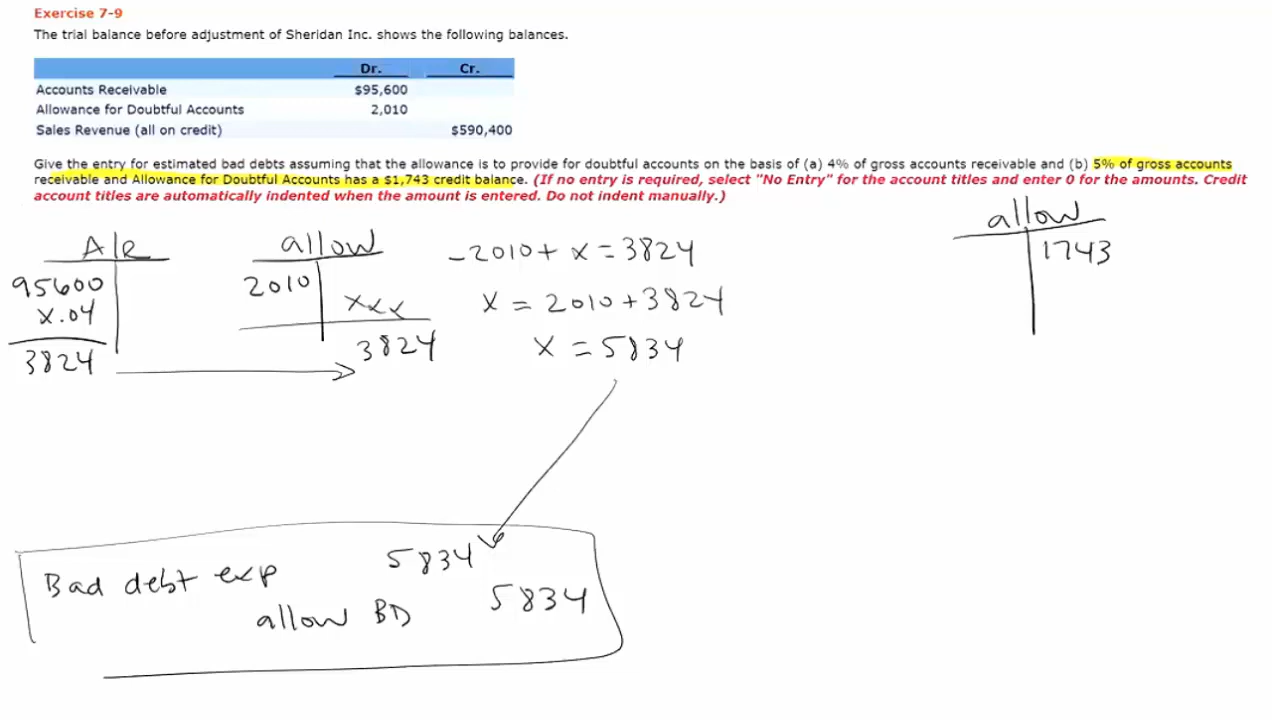 Exercise 7-9
The trial balance before adjustment of Sheridan Inc. shows the following balances.
Dr. Cr.
Accounts Receivable $95,600
Allowance for Doubtful Accounts 2,010
Sales Revenue (all on credit) $590,400
Give the entry for estimated bad debts assuming that the allowance is to provide for doubtful accounts on the basis of (a) 4% of gross accounts receivable and (b) 5% of gross accounts
receivable and Allowance for Doubtful Accounts has a $1,743 credit balance. (If no entry is required, select "No Entry" for the account titles and enter 0 for the amounts. Credit
account titles are automatically indented when the amount is entered. Do not indent manually.)
A/R
95600
x .04
3824
allow
2010
xxx
3824
-2010 + x = 3824
x = 2010 + 3824
x = 5834
allow
1743
Bad debt exp 5834
allow BD 5834